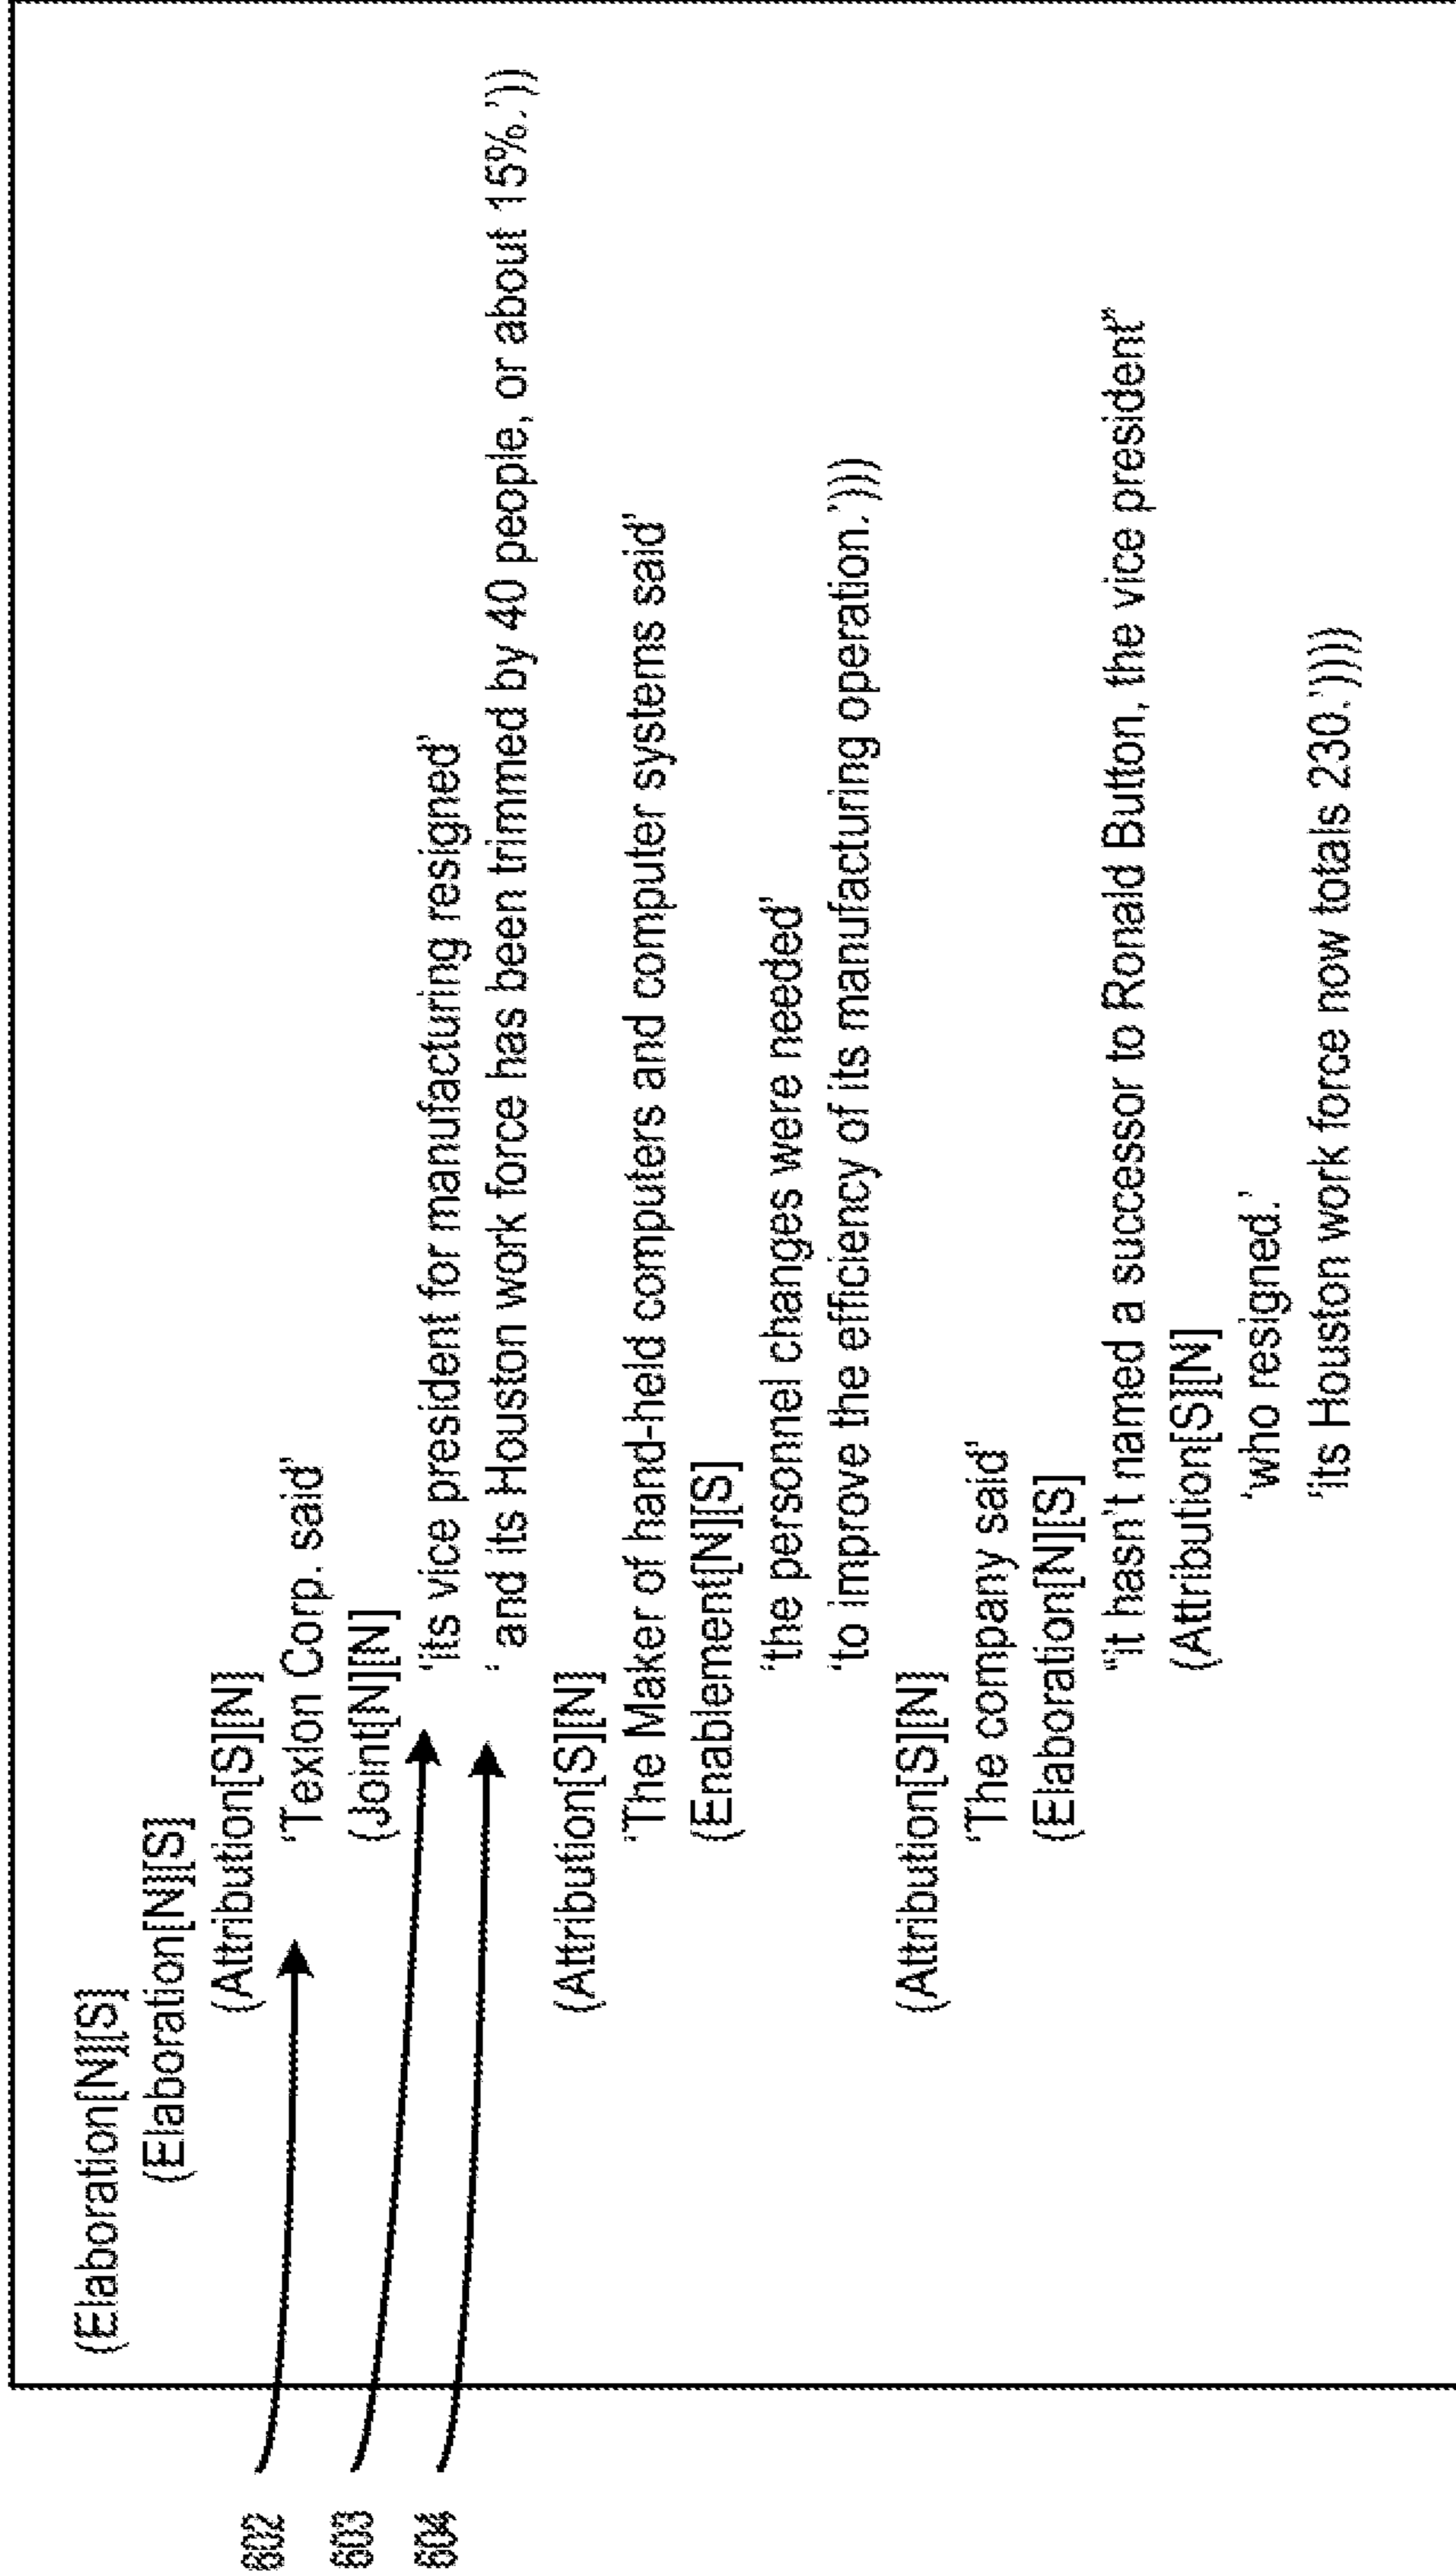 (Elaboration[N][S]
(Elaboration[N][S]
(Attribution[S][N]
602
'Texlon Corp. said'
(Joint[N][N]
603
'its vice president for manufacturing resigned'
604
' and its Houston work force has been trimmed by 40 people, or about 15%.'))
(Attribution[S][N]
'The Maker of hand-held computers and computer systems said'
(Enablement[N][S]
'the personnel changes were needed'
'to improve the efficiency of its manufacturing operation.')))
(Attribution[S][N]
'The company said'
(Elaboration[N][S]
"it hasn't named a successor to Ronald Button, the vice president"
(Attribution[S][N]
'who resigned.'
'its Houston work force now totals 230.'))))